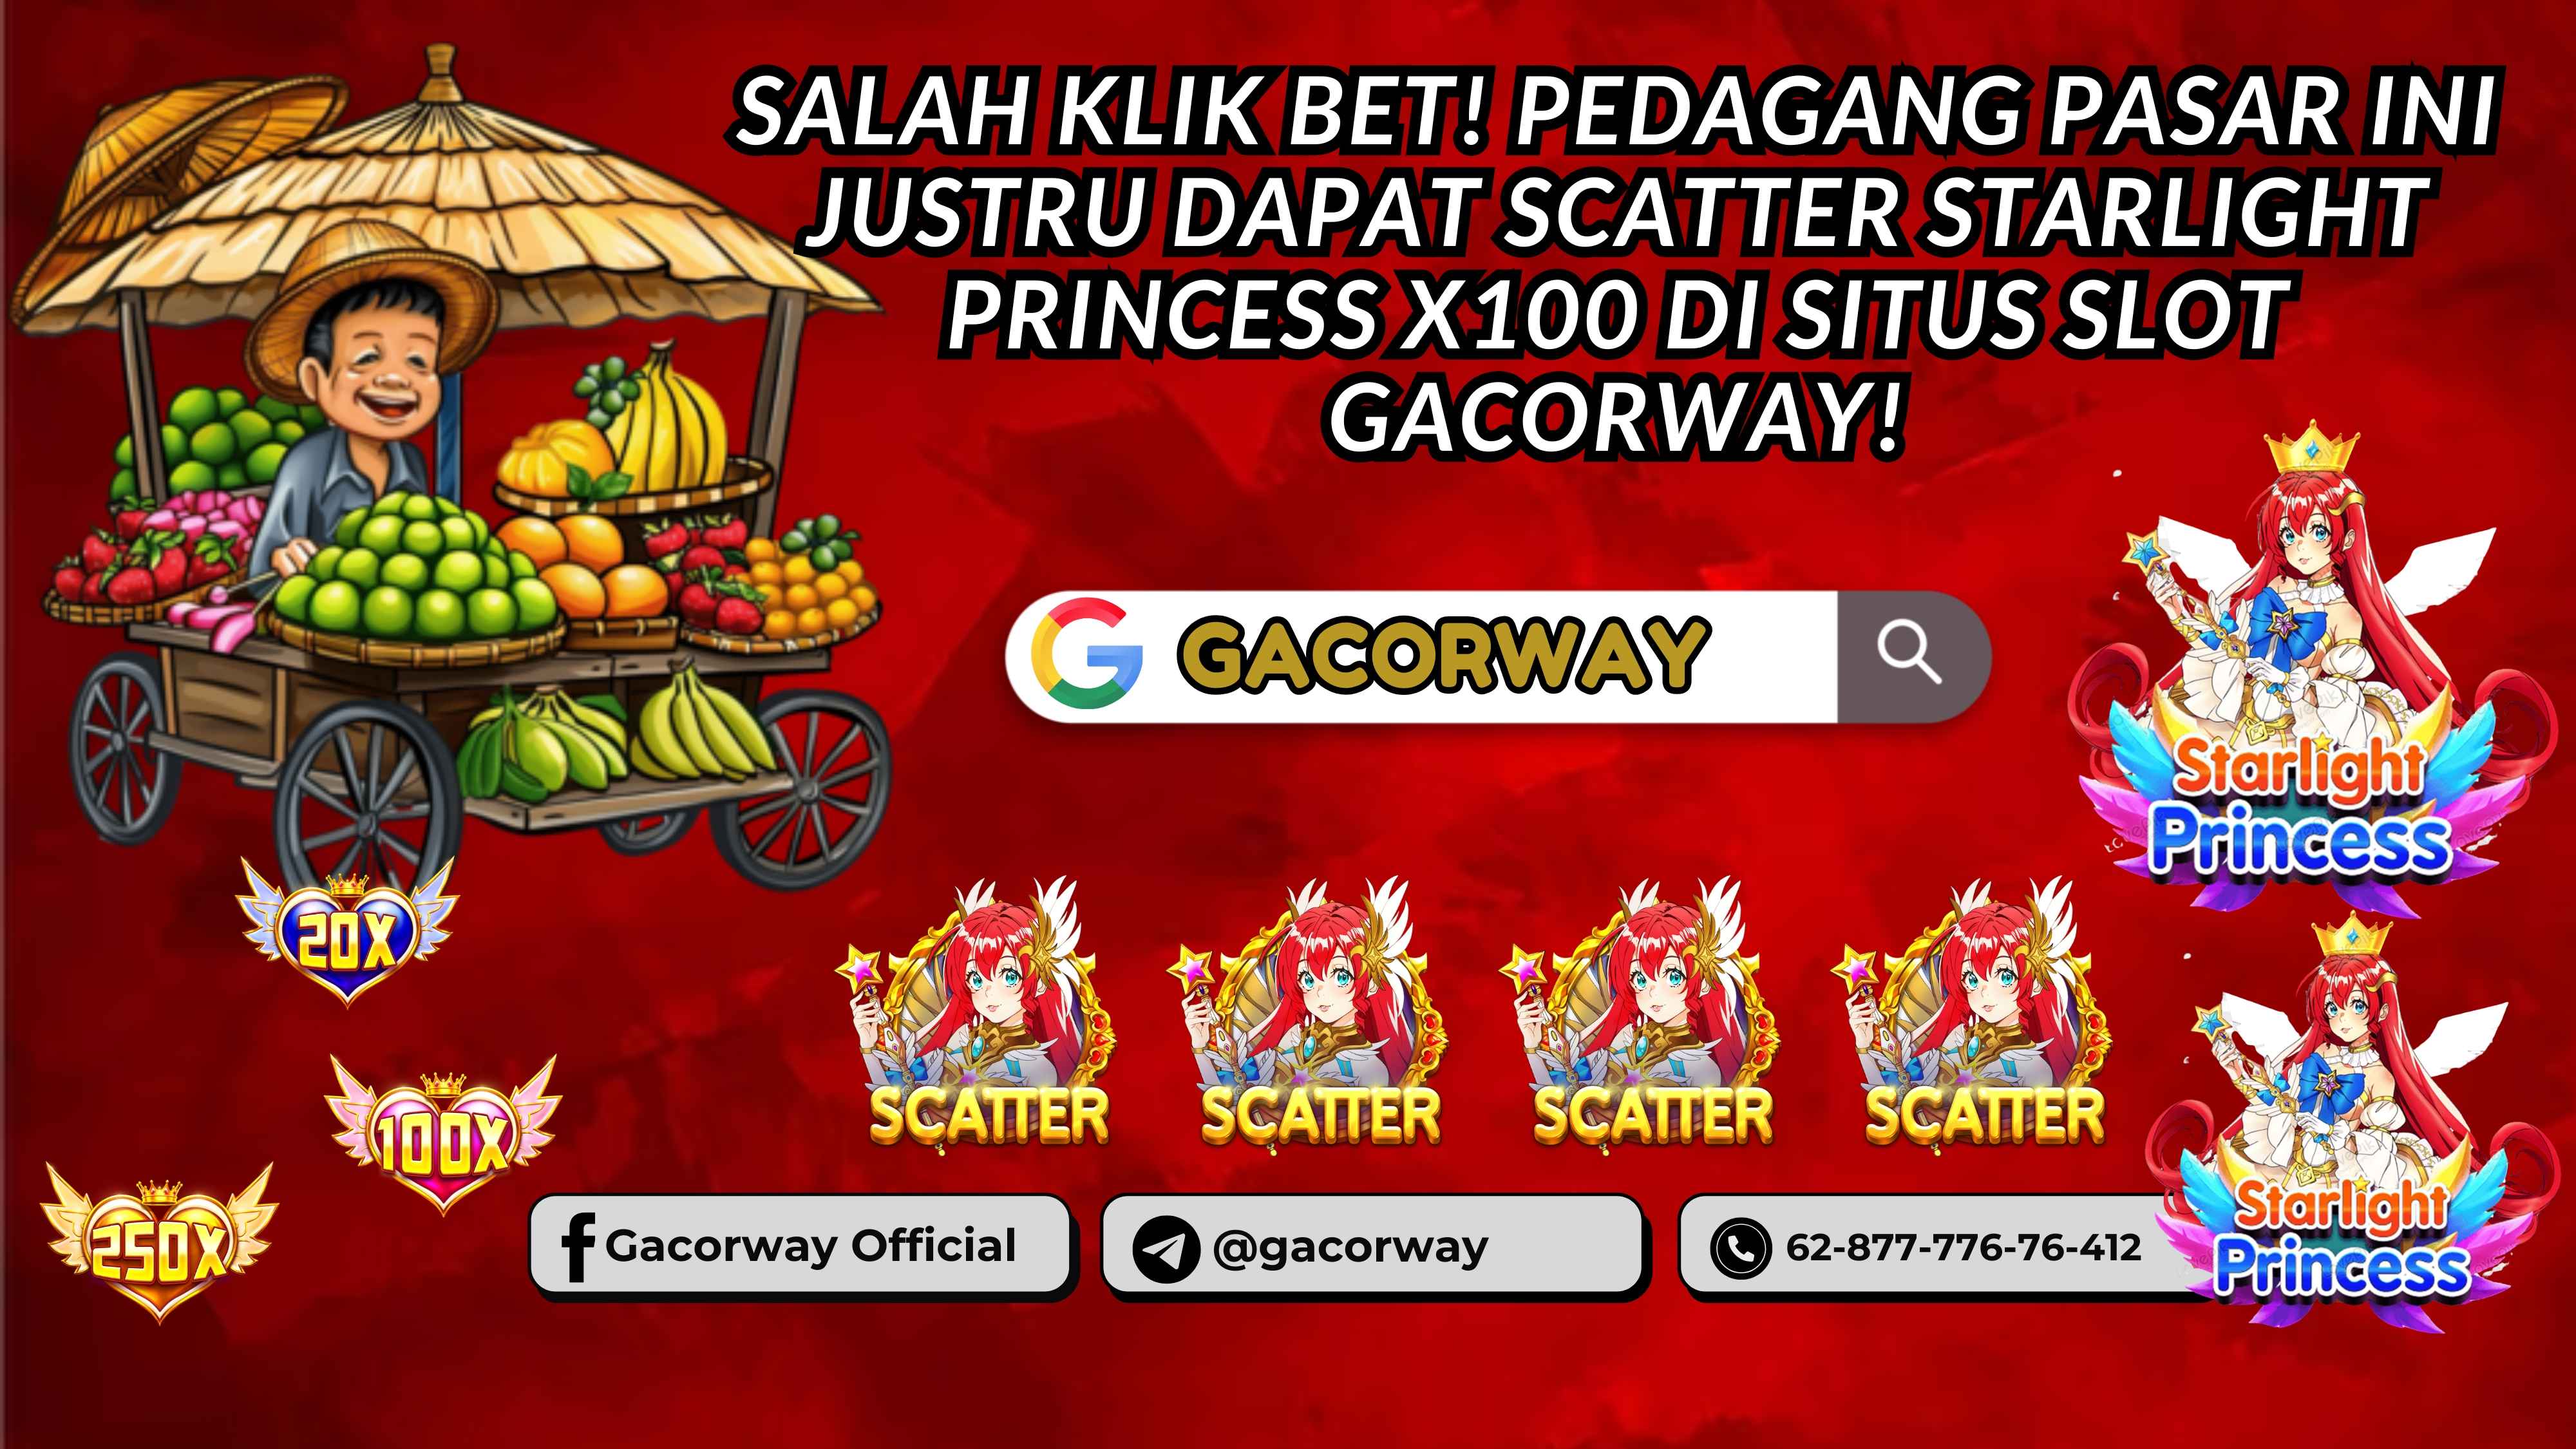 SALAH KLIK BET! PEDAGANG PASAR INI
JUSTRU DAPAT SCATTER STARLIGHT
PRINCESS X100 DI SITUS SLOT
GACORWAY!
GACORWAY
Starlight
Princess
20X
100X
250X
SCATTER
SCATTER
SCATTER
SCATTER
Starlight
Princess
Gacorway Official
@gacorway
62-877-776-76-412